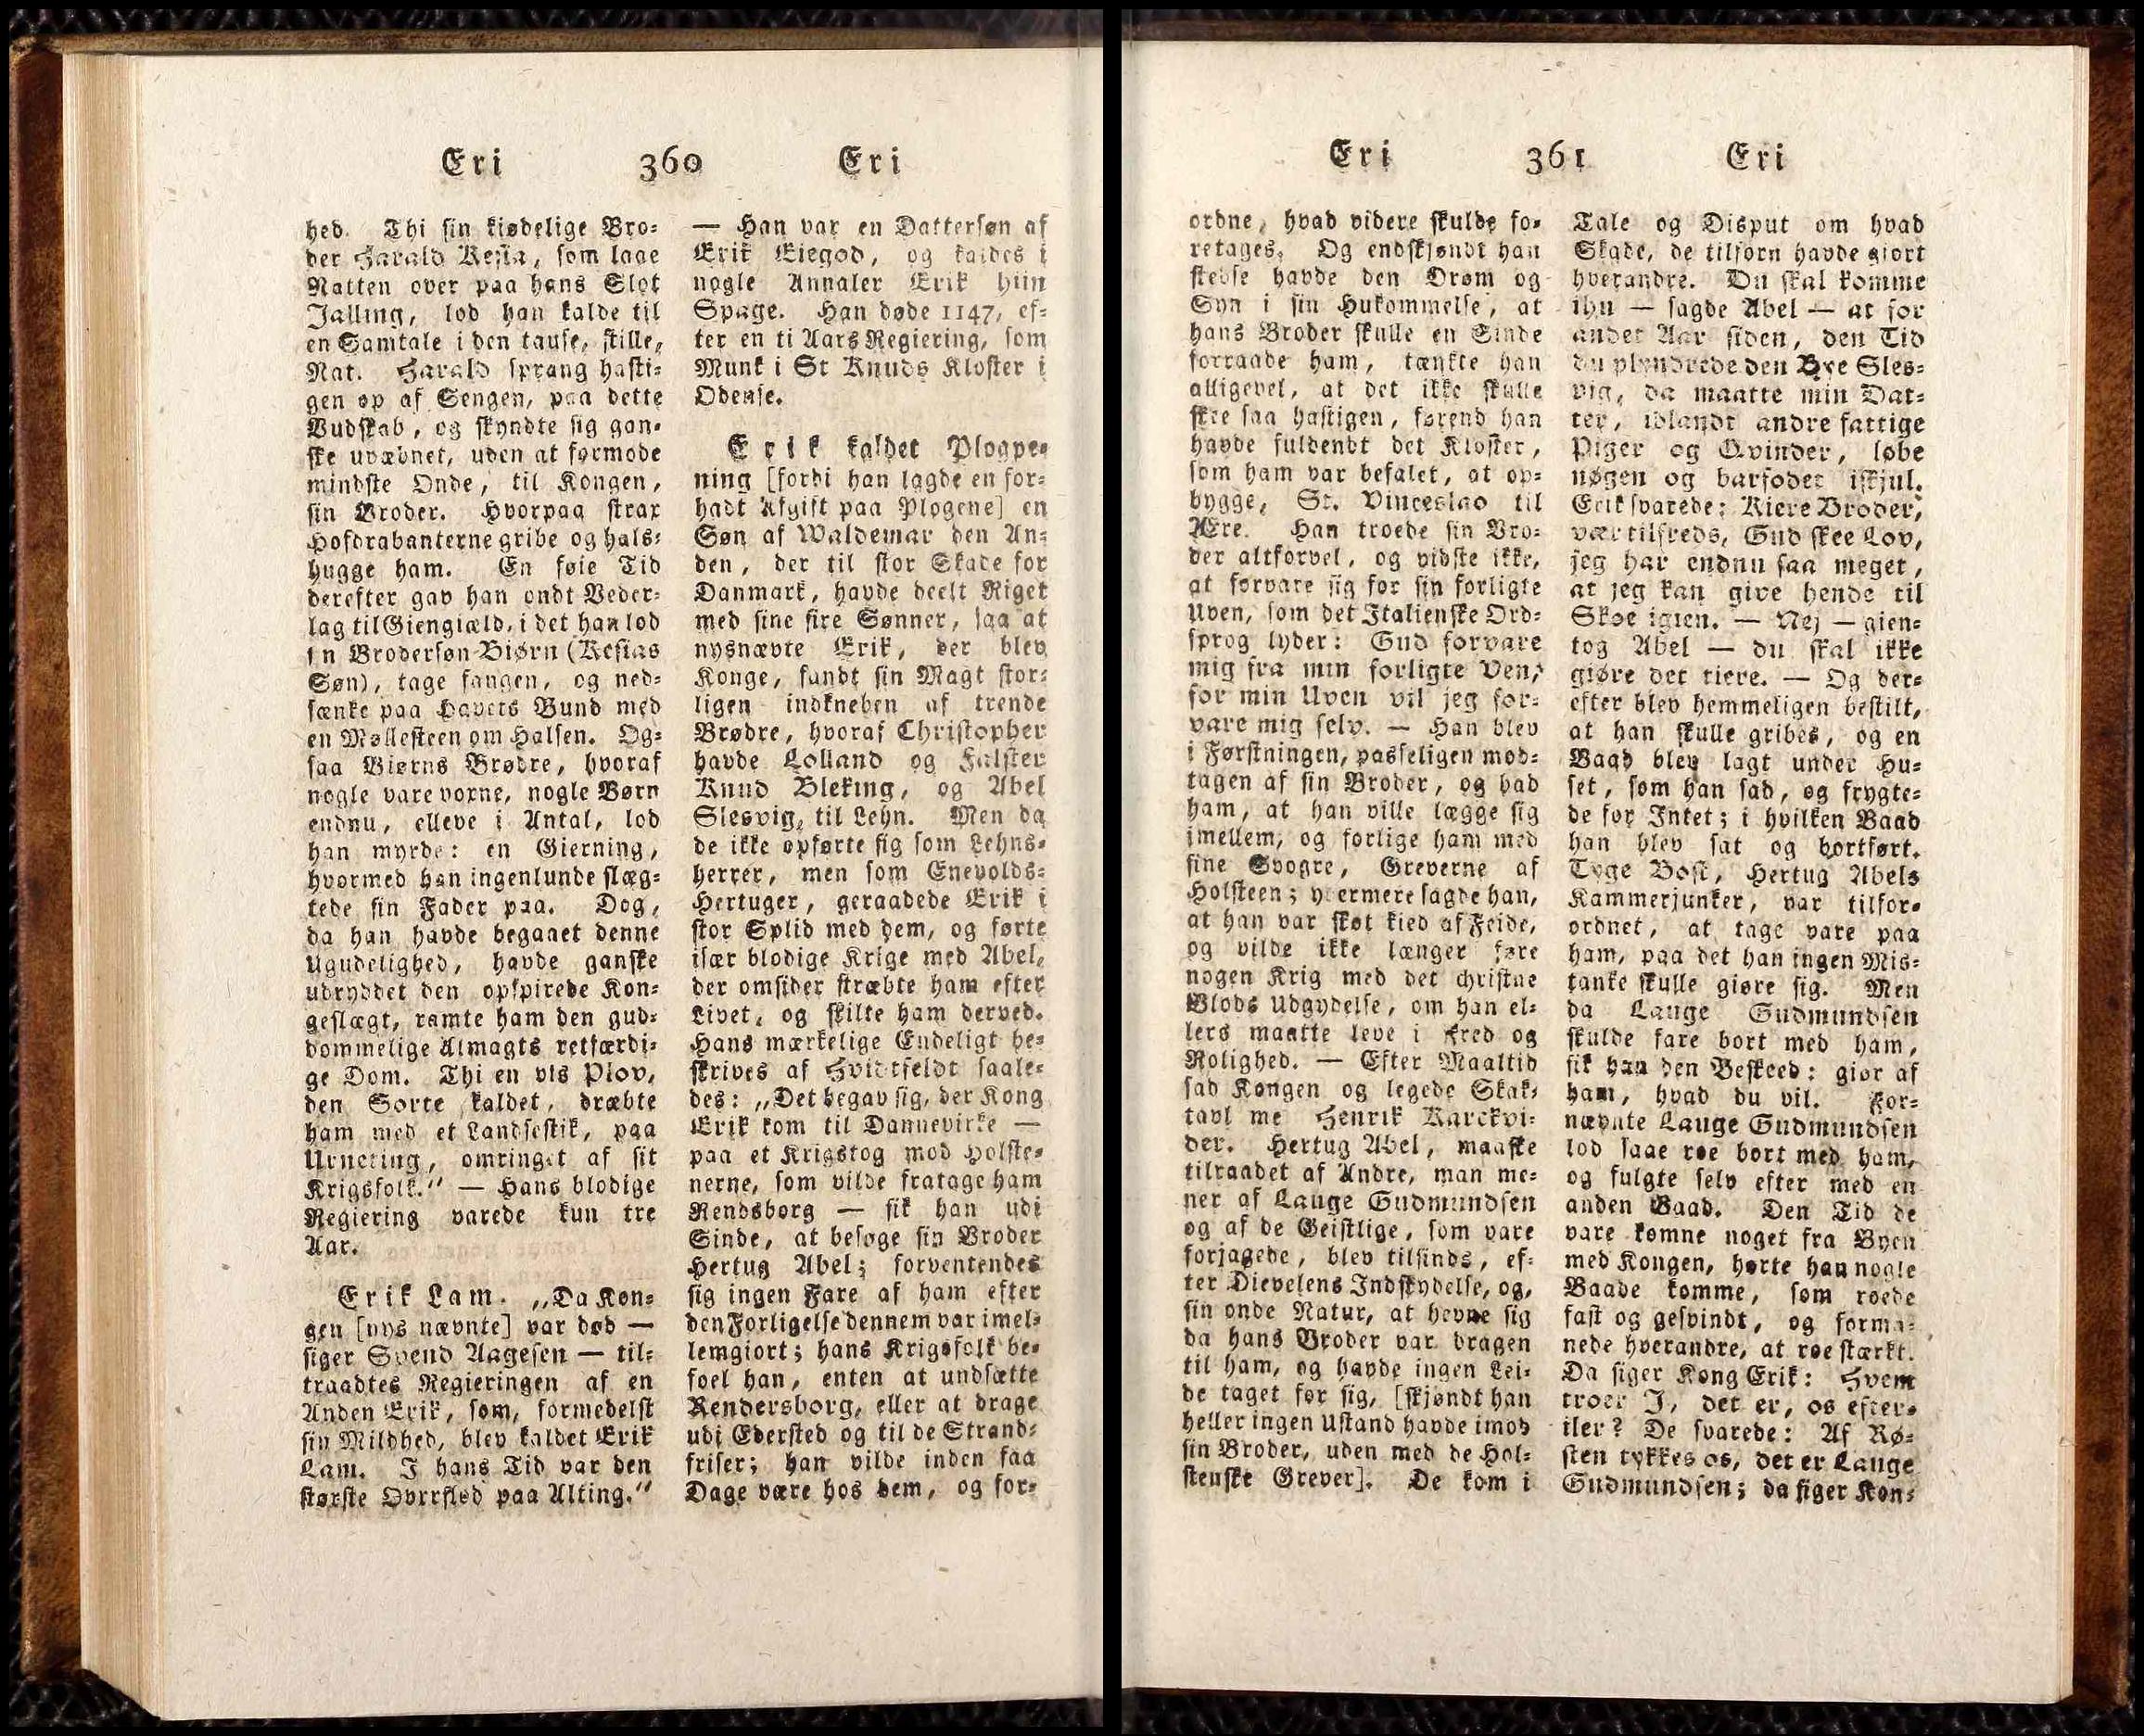 Eri 360 Eri
hed. Thi sin kiødelige Bro-
der Harald Kesia, som laae
Natten over paa hans Slot
Jalling, lod han kalde til
en Samtale i den tause, stille,
Nat. Harald sprang hasti-
gen op af Sengen, paa dette
Budskab, og skyndte sig gan-
ske uvæbnet, uden at formode
mindste Onde, til Kongen,
sin Broder. Hvorpaa strax
Hofdrabanterne gribe og hals-
hugge ham. En føie Tid
derefter gav han ondt Veder-
lag til Giengiæld, i det han lod
sin Brodersøn Biørn (Kesias
Søn), tage fangen, og ned-
sænke paa Havets Bund med
en Møllesteen om Halsen. Og-
saa Biørns Brødre, hvoraf
nogle vare vorne, nogle Børn
endnu, elleve i Antal, lod
han myrde: en Gierning,
hvormed han ingenlunde slæg-
tede sin Fader paa. Dog,
da han havde begaaet denne
Ugudelighed, havde ganske
udryddet den opspirede Kon-
geslægt, ramte ham den gud-
dommelige Almagts retfærdi-
ge Dom. Thi en vis Plov,
den Sorte kaldet, dræbte
ham med et Landsestik, paa
Urneting, omringet af sit
Krigsfolk.“ — Hans blodige
Regiering varede kun tre
Aar.
Erik Lam. „Da Kon-
gen [nys nævnte] var død —
siger Svend Aagesen — til-
traadtes Regieringen af en
Anden Erik, som, formedelst
sin Mildhed, blev kaldet Erik
Lam. I hans Tid var den
største Overflod paa Alting.“
— Han var en Dattersøn af
Erik Eiegod, og kaldes i
nogle Annaler Erik hiin
Spage. Han døde 1147, ef-
ter en ti Aars Regiering, som
Munk i St Knuds Kloster i
Odense.
Erik kaldet Plogpe-
ning [fordi han lagde en for-
hadt Afgift paa Plogene] en
Søn af Waldemar den An-
den, der til stor Skade for
Danmark, havde deelt Riget
med sine fire Sønner, saa at
nysnævte Erik, der blev
Konge, fandt sin Magt stor-
ligen indkneben af trende
Brødre, hvoraf Christopher
havde Lolland og Falster
Knud Bleking, og Abel
Slesvig, til Lehn. Men da
de ikke opførte sig som Lehns-
herrer, men som Enevolds-
Hertuger, geraadede Erik i
stor Splid med dem, og førte
især blodige Krige med Abel,
der omsider stræbte ham efter
Livet, og skilte ham derved.
Hans mærkelige Endeligt be-
skrives af Hvidtfeldt saale-
des: „Det begav sig, der Kong
Erik kom til Dannevirke —
paa et Krigstog mod Holste-
nerne, som vilde fratage ham
Rendsborg — fik han udi
Sinde, at besøge sin Broder
Hertug Abel; forventendes
sig ingen Fare af ham efter
den Forligelse dennem var imel-
lemgiort; hans Krigsfolk be-
foel han, enten at undsætte
Rendersborg, eller at drage
udi Edersted og til de Strand-
friser; han vilde inden faa
Dage være hos dem, og for-
Eri 361 Eri
ordne, hvad videre skulde fo-
retages. Og endskjøndt han
stedse havde den Drøm og
Syn i sin Hukommelse, at
hans Broder skulle en Sinde
forraade ham, tænkte han
alligevel, at det ikke skulle
skee saa hastigen, førend han
havde fuldendt det Kloster,
som ham var befalet, at op-
bygge, St. Vinceslao til
Ære. Han troede sin Bro-
der altforvel, og vidste ikke,
at forvare sig for sin forligte
Uven, som det Italienske Ord-
sprog lyder: Gud forvare
mig fra min forligte Ven;
for min Uven vil jeg for-
vare mig selv. — Han blev
i Førstningen, passeligen mod-
tagen af sin Broder, og bad
ham, at han ville lægge sig
imellem, og forlige ham med
sine Svogre, Greverne af
Holsteen; ydermere sagde han,
at han var skøt kied af Feide,
og vilde ikke længer føre
nogen Krig med det christne
Blods Udgydelse, om han el-
lers maatte leve i Fred og
Rolighed. — Efter Maaltid
sad Kongen og legede Skak-
tavl me Henrik Karckvi-
der. Hertug Abel, maaske
tilraadet af Andre, man me-
ner af Lauge Gudmundsen
og af de Geistlige, som vare
forjagede, blev tilsinds, ef-
ter Dievelens Indskydelse, og,
sin onde Natur, at hevne sig
da hans Broder var dragen
til ham, og havde ingen Lei-
de taget for sig, [skjøndt han
heller ingen Ustand havde imod
sin Broder, uden med de Hol-
stenske Grever]. De kom i
Tale og Disput om hvad
Skade, de tilforn havde giort
hverandre. Du skal komme
ihu — sagde Abel — at for
andet Aar siden, den Tid
du plyndrede den Bye Sles-
vig, da maatte min Dat-
ter, iblandt andre fattige
Piger og Qvinder, løbe
nøgen og barfodet iskjul.
Erik svarede: Kiere Broder,
vær tilfreds, Gud skee Lov,
jeg har endnu saa meget,
at jeg kan give hende til
Skoe igien. — Nej — gien-
tog Abel — du skal ikke
giøre det tiere. — Og der-
efter blev hemmeligen bestilt,
at han skulle gribes, og en
Baad blev lagt under Hu-
set, som han sad, og frygte-
de for Intet; i hvilken Baad
han blev sat og bortført.
Tyge Bost, Hertug Abels
Kammerjunker, var tilfor-
ordnet, at tage vare paa
ham, paa det han ingen Mis-
tanke skulle giøre sig. Men
da Lauge Gudmundsen
skulde fare bort med ham,
fik han den Beskeed: giør af
ham, hvad du vil. For-
nævnte Lauge Gudmundsen
lod saae roe bort med ham,
og fulgte selv efter med en
anden Baad. Den Tid de
vare komne noget fra Byen
med Kongen, hørte han nogle
Baade komme, som roede
fast og gesvindt, og forma-
nede hverandre, at roe stærkt.
Da siger Kong Erik: Hvem
troer I, det er, os efter-
iler? De svarede: Af Rø-
sten tykkes os, det er Lauge
Gudmundsen; da siger Kon-